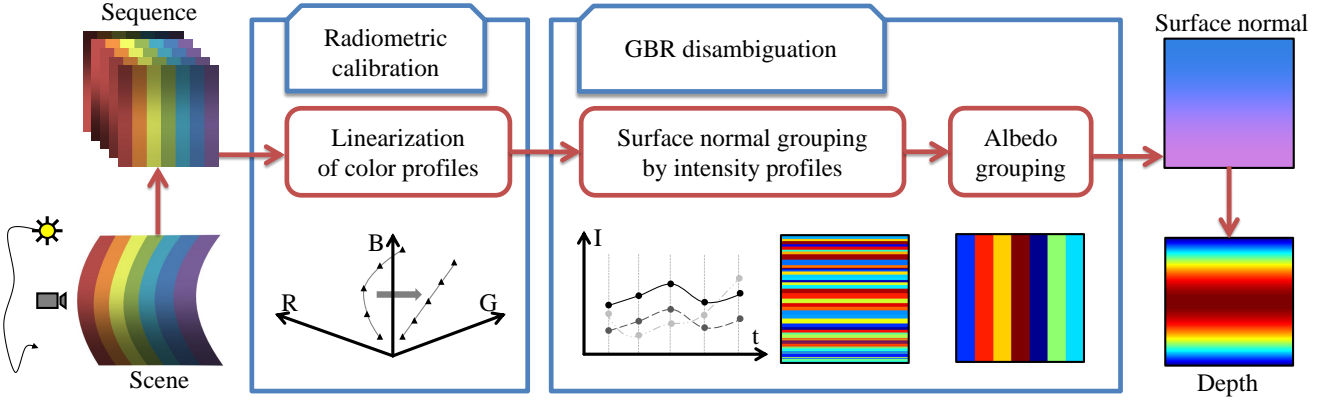 Sequence
Radiometric
calibration
GBR disambiguation
Surface normal
Linearization
of color profiles
Surface normal grouping
by intensity profiles
Albedo
grouping
B
R
G
I
t
Scene
Depth